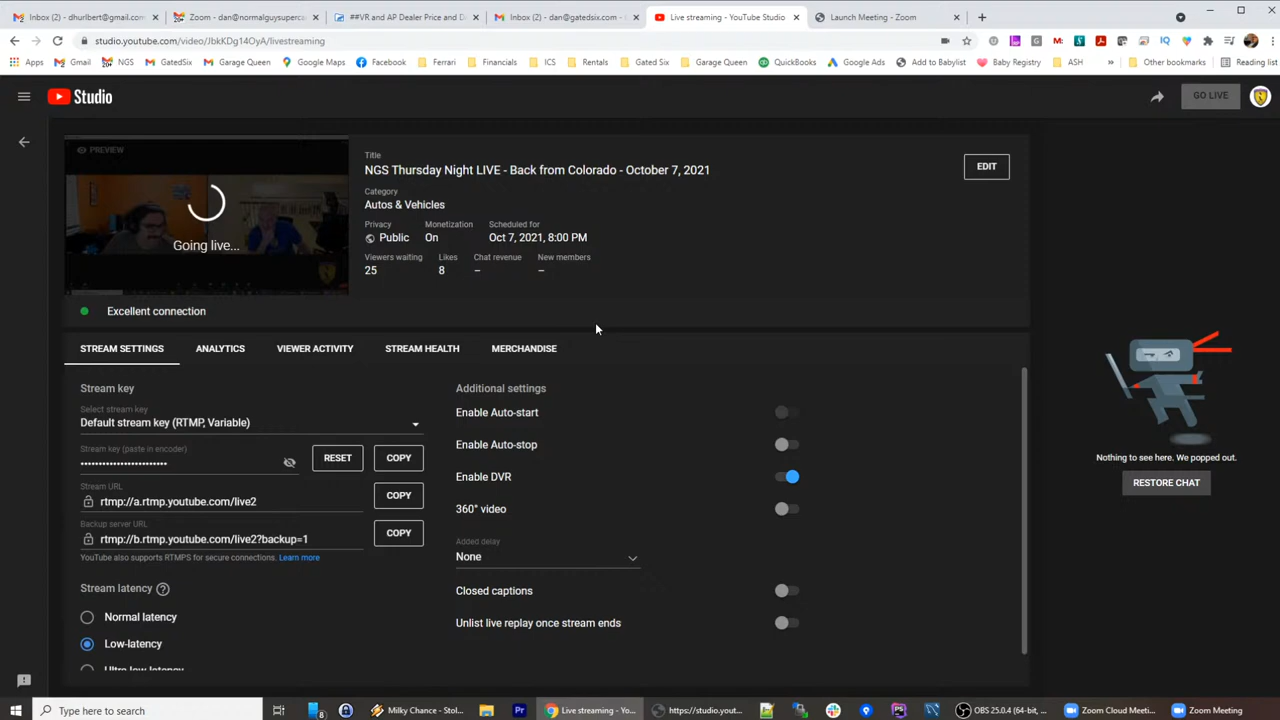 Inbox (2) - dhurlbert@gmail.com
Zoom - dan@normalguysuperca
##VR and AP Dealer Price and D
Inbox (1) - dan@gatedsix.com
Live streaming - YouTube Studio
Launch Meeting - Zoom
studio.youtube.com/video/JbkKDg14OyA/livestreaming
Apps
Gmail
NGS
GatedSix
Garage Queen
Google Maps
Facebook
Ferrari
Financials
ICS
Rentals
Gated Six
Garage Queen
QuickBooks
Google Ads
Add to Babylist
Baby Registry
ASH
Other bookmarks
Reading list
Studio
GO LIVE
PREVIEW
Going live...
Title
NGS Thursday Night LIVE - Back from Colorado - October 7, 2021
EDIT
Category
Autos & Vehicles
Privacy Monetization Scheduled for
Public On Oct 7, 2021, 8:00 PM
Viewers waiting Likes Chat revenue New members
25 8 – –
Excellent connection
STREAM SETTINGS ANALYTICS VIEWER ACTIVITY STREAM HEALTH MERCHANDISE
Stream key
Select stream key
Default stream key (RTMP, Variable)
Stream key (paste in encoder)
••••••••••••••••••••••••
RESET COPY
Stream URL
rtmp://a.rtmp.youtube.com/live2
COPY
Backup server URL
rtmp://b.rtmp.youtube.com/live2?backup=1
COPY
YouTube also supports RTMPS for secure connections. Learn more
Stream latency
Normal latency
Low-latency
Ultra low-latency
Additional settings
Enable Auto-start
Enable Auto-stop
Enable DVR
360° video
Added delay
None
Closed captions
Unlist live replay once stream ends
Nothing to see here. We popped out.
RESTORE CHAT
Type here to search
8
Milky Chance - Stol...
Live streaming - Yo...
https://studio.yout...
OBS 25.0.4 (64-bit, ...
Zoom Cloud Meeti...
Zoom Meeting